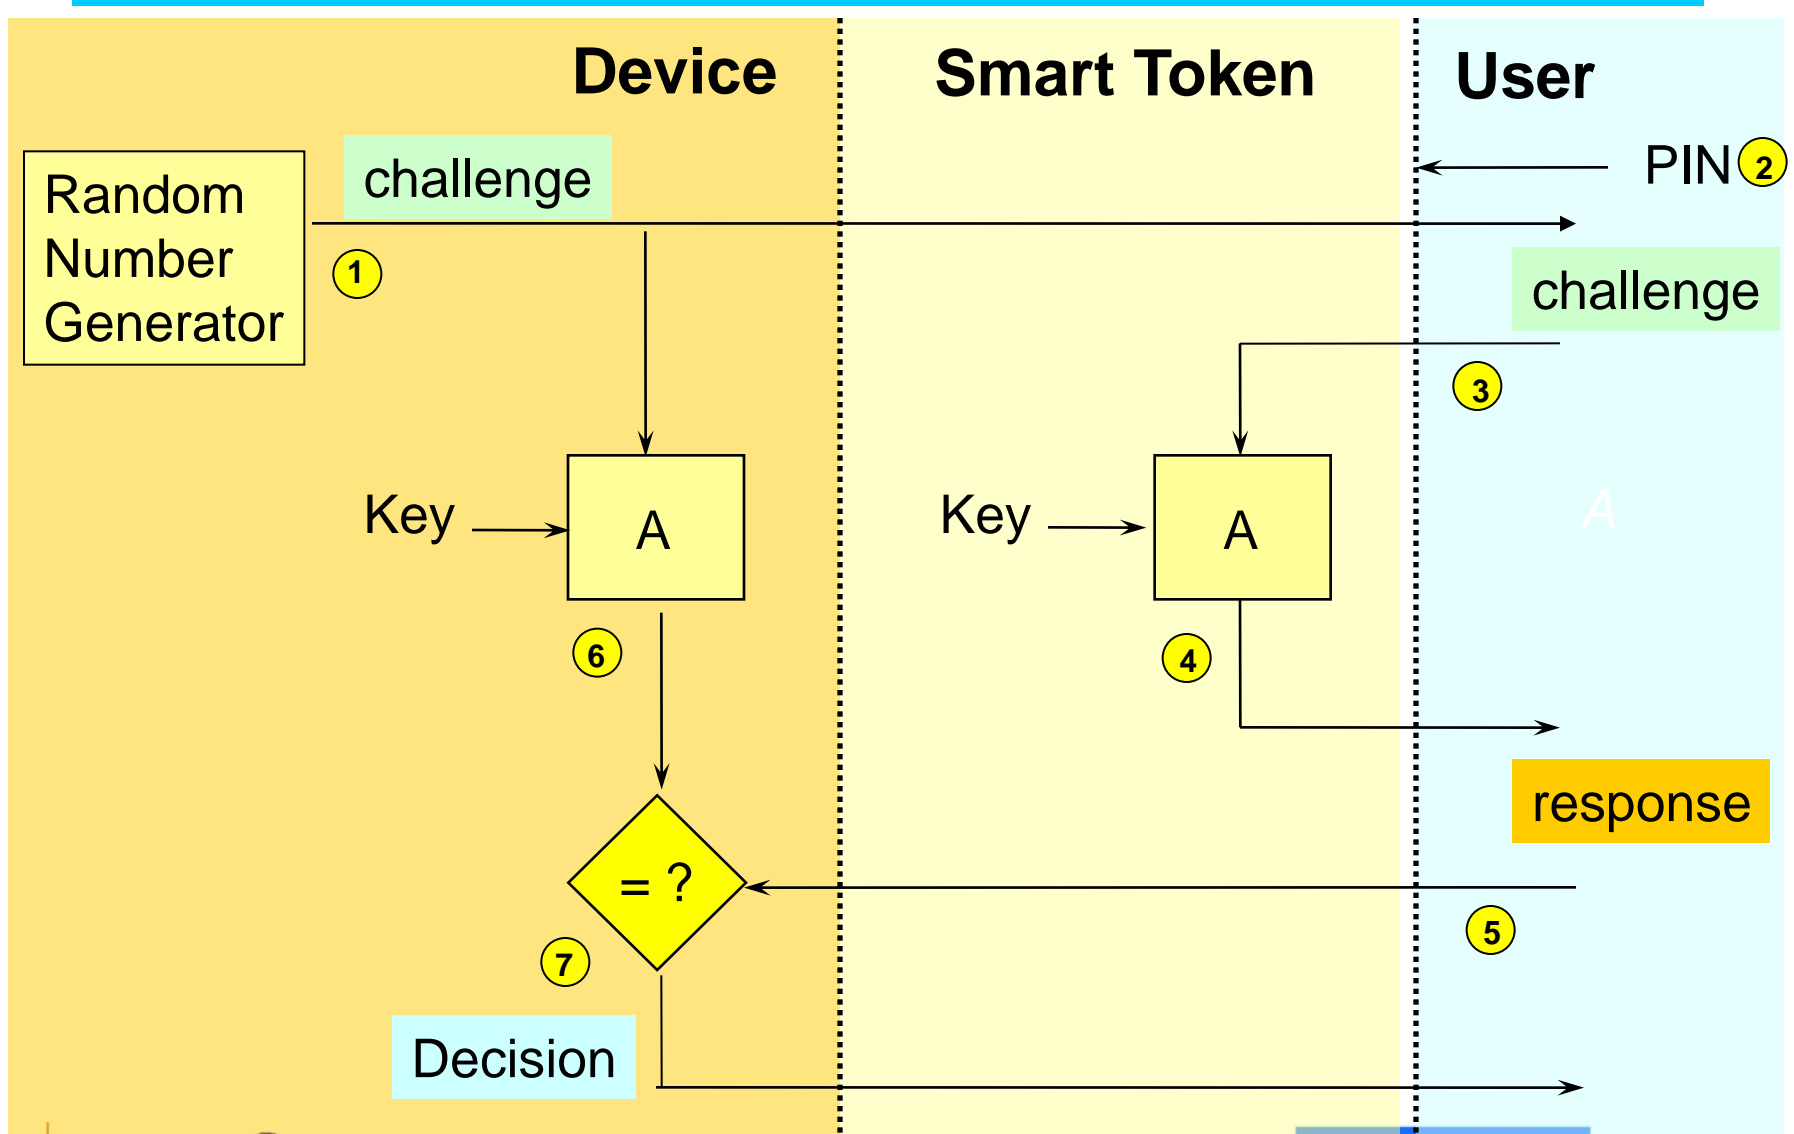 Device
Smart Token
User
Random
Number
Generator
challenge
1
PIN
2
challenge
3
Key
A
Key
A
A
6
4
response
= ?
5
7
Decision